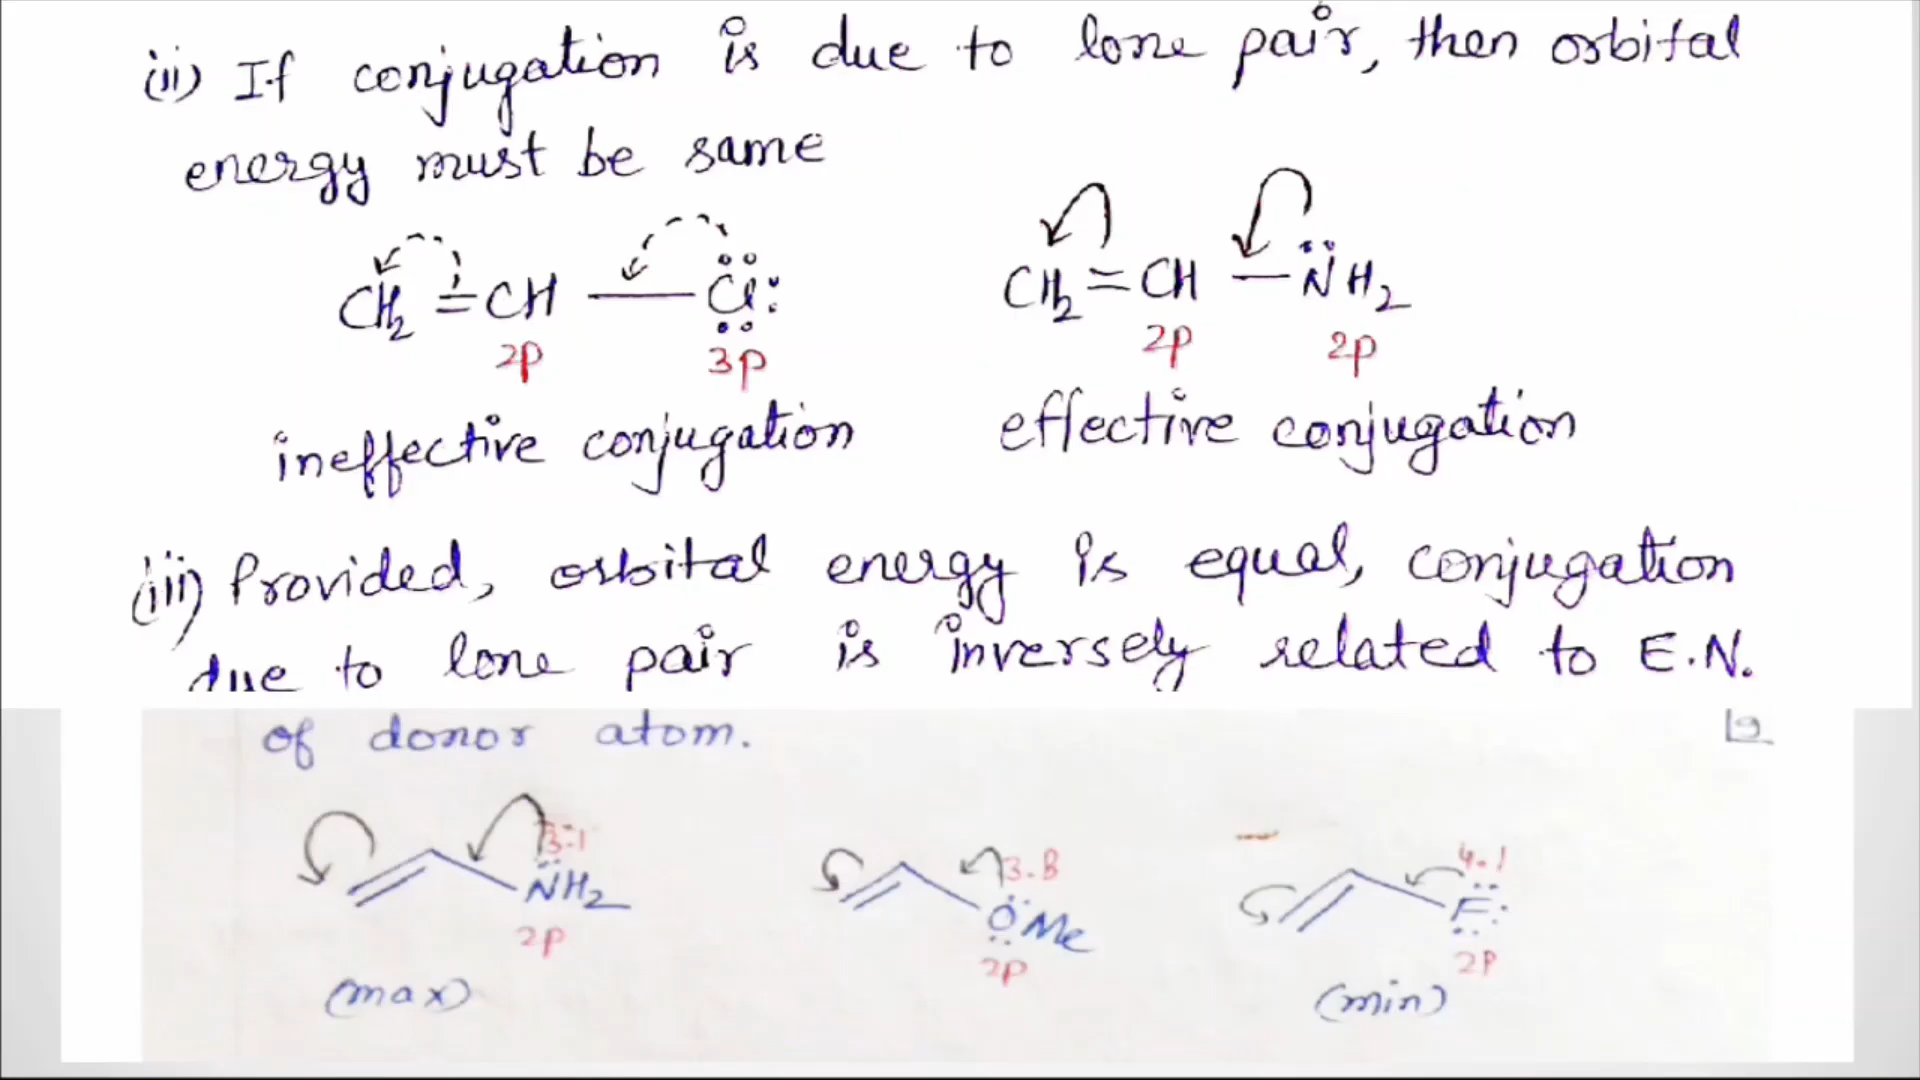 (ii) If conjugation is due to lone pair, then orbital
energy must be same
CH2 = CH — Cl:
2p 3p
CH2 = CH — NH2
2p 2p
ineffective conjugation
effective conjugation
(iii) Provided, orbital energy is equal, conjugation
due to lone pair is inversely related to E.N.
of donor atom.
3.1
NH2
2p
(max)
3.8
OMe
2p
4.1
F
2p
(min)